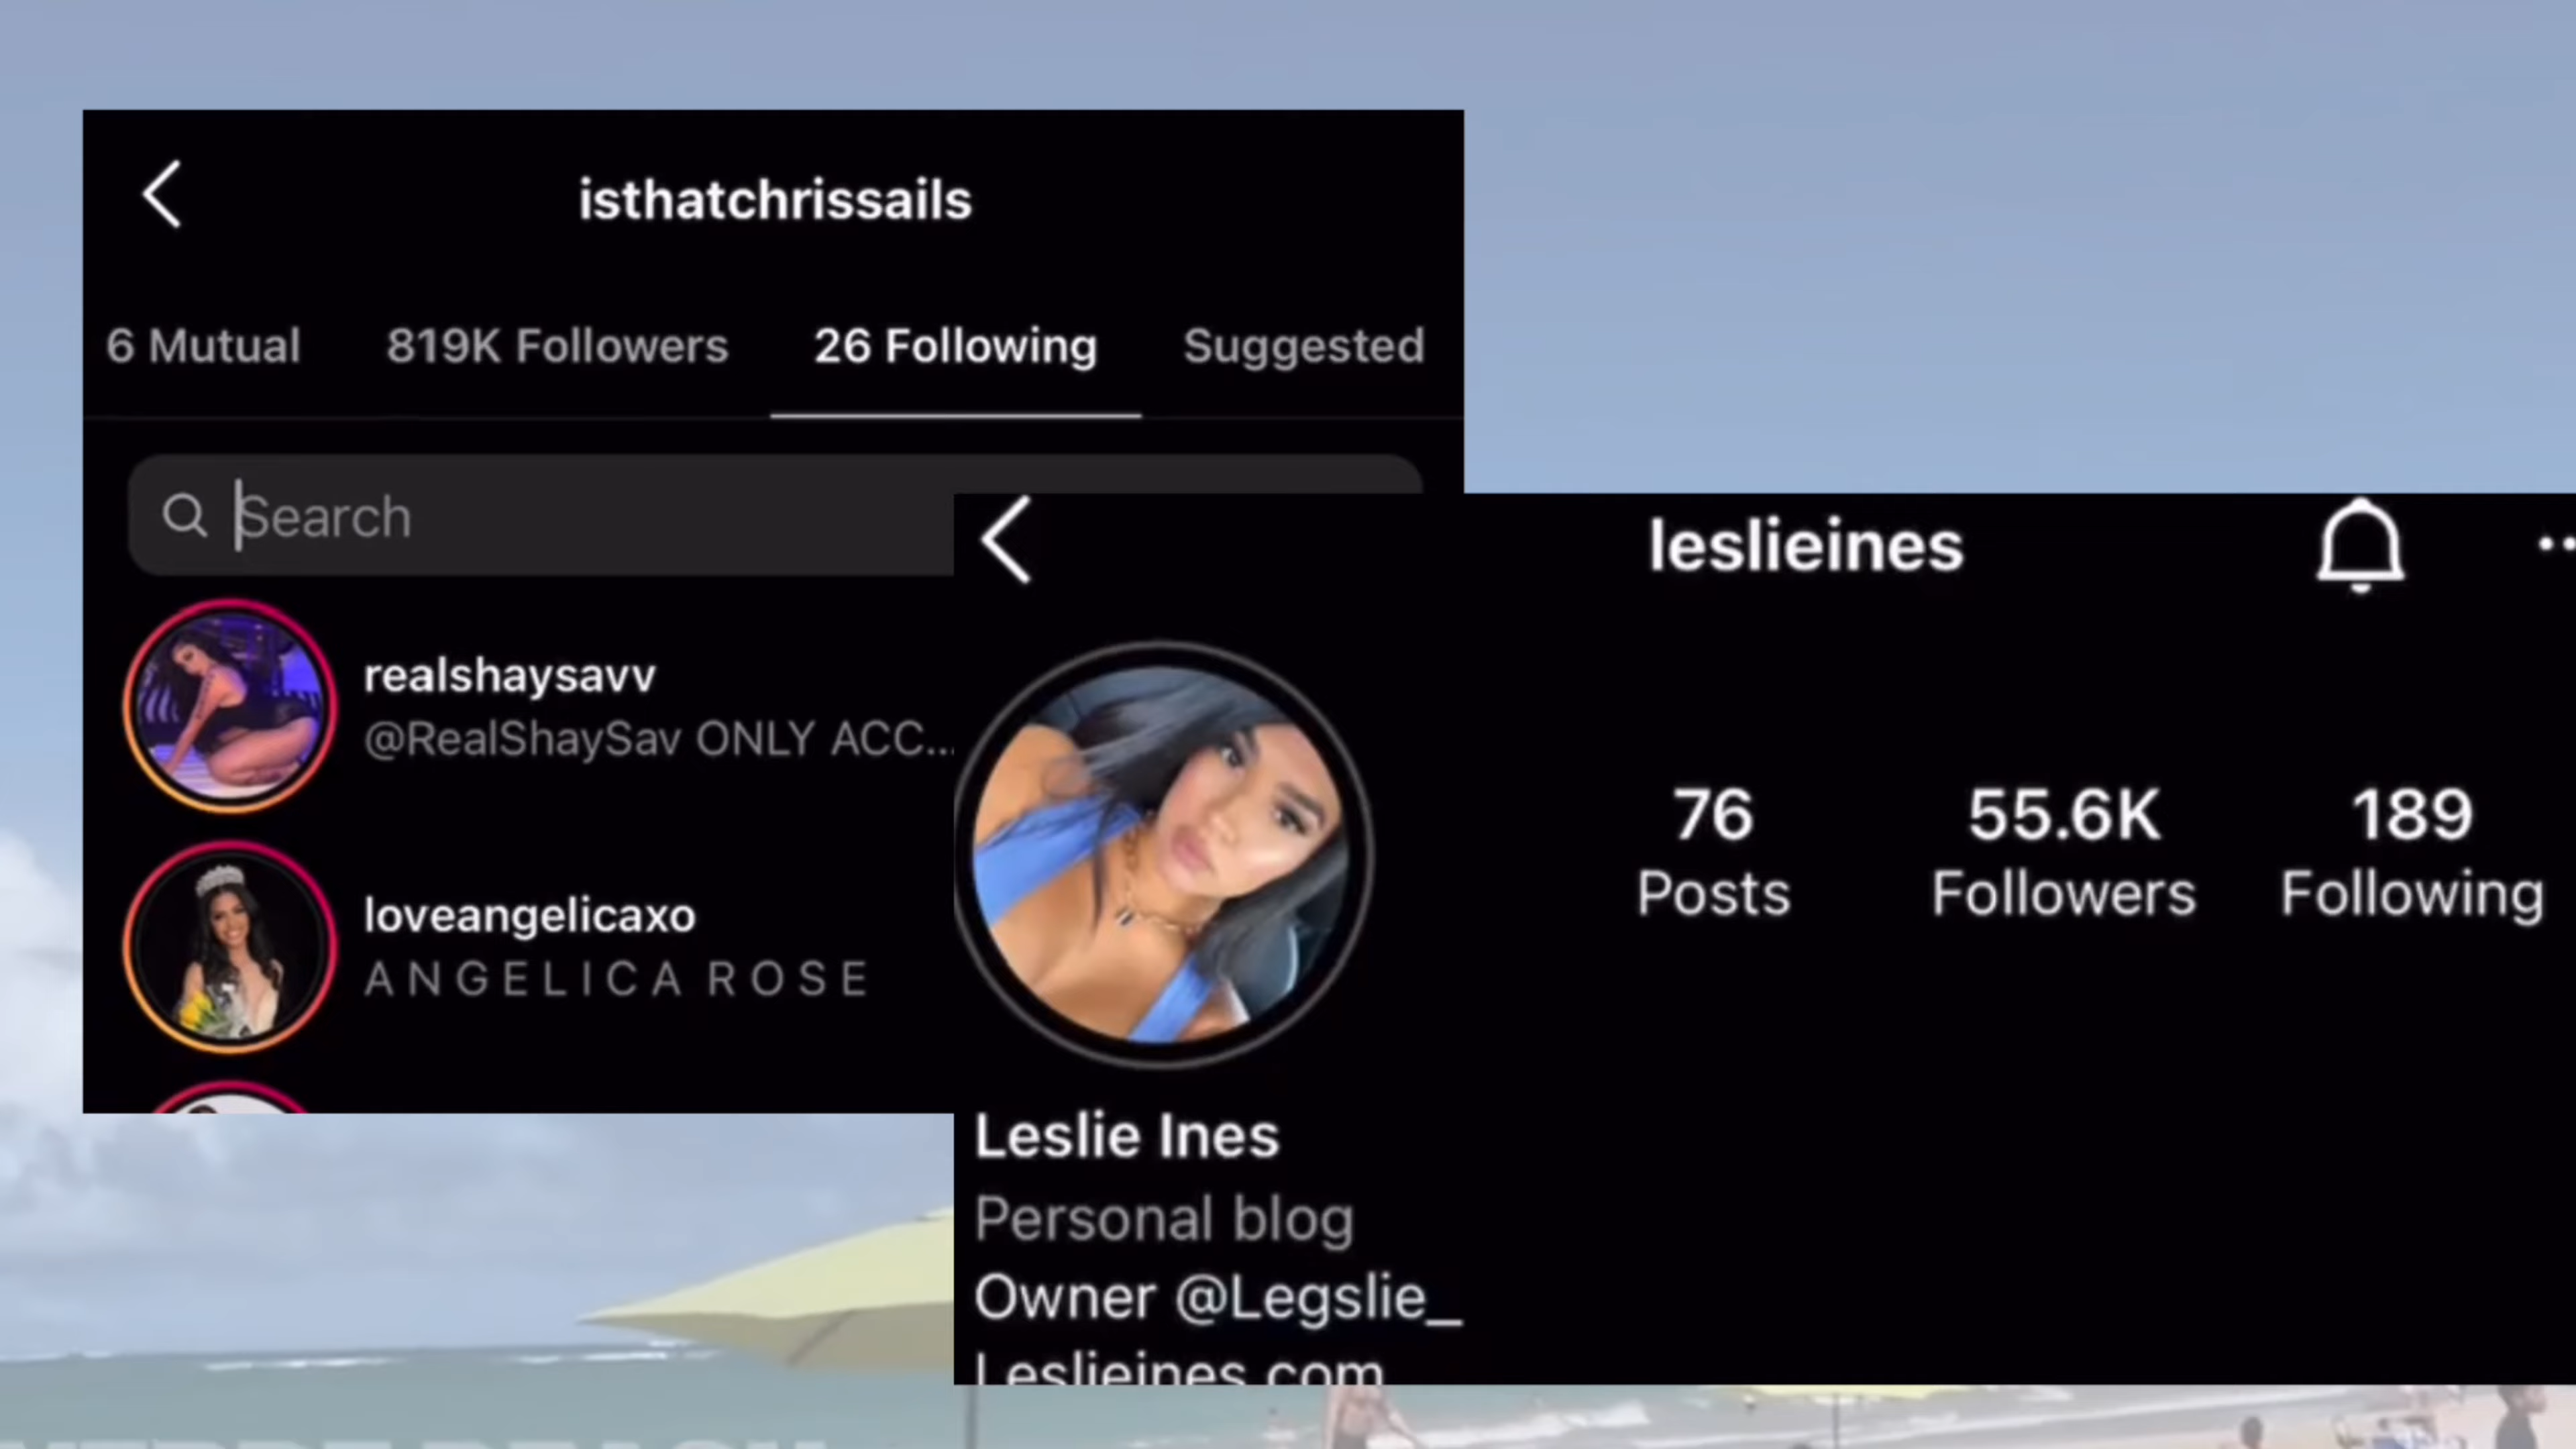 isthatchrissails
6 Mutual 819K Followers 26 Following Suggested
Search
realshaysavv
@RealShaySav ONLY ACC...
loveangelicaxo
ANGELICA ROSE
leslieines
76 55.6K 189
Posts Followers Following
Leslie Ines
Personal blog
Owner @Legslie_
Leslieines.com